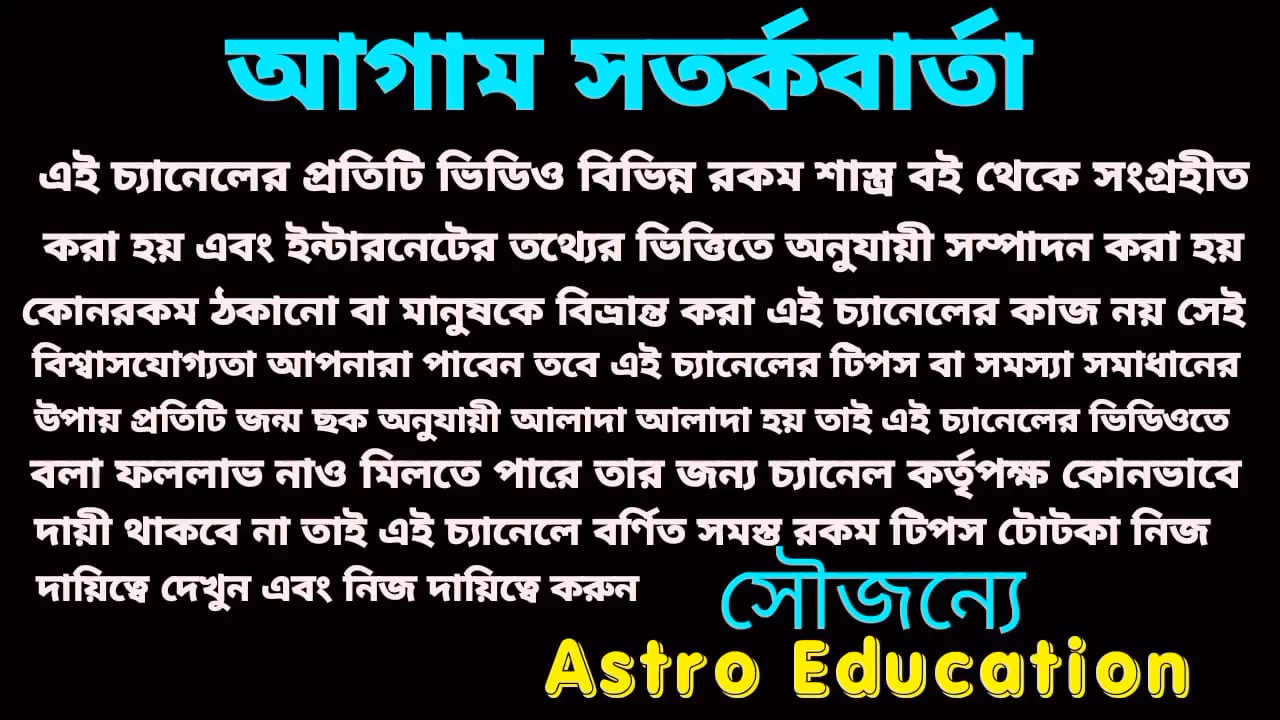 আগাম সতর্কবার্তা
এই চ্যানেলের প্রতিটি ভিডিও বিভিন্ন রকম শাস্ত্র বই থেকে সংগ্রহীত
করা হয় এবং ইন্টারনেটের তথ্যের ভিত্তিতে অনুযায়ী সম্পাদন করা হয়
কোনরকম ঠকানো বা মানুষকে বিভ্রান্ত করা এই চ্যানেলের কাজ নয় সেই
বিশ্বাসযোগ্যতা আপনারা পাবেন তবে এই চ্যানেলের টিপস বা সমস্যা সমাধানের
উপায় প্রতিটি জন্ম ছক অনুযায়ী আলাদা আলাদা হয় তাই এই চ্যানেলের ভিডিওতে
বলা ফললাভ নাও মিলতে পারে তার জন্য চ্যানেল কর্তৃপক্ষ কোনভাবে
দায়ী থাকবে না তাই এই চ্যানেলে বর্ণিত সমস্ত রকম টিপস টোটকা নিজ
দায়িত্বে দেখুন এবং নিজ দায়িত্বে করুন
সৌজন্যে
Astro Education